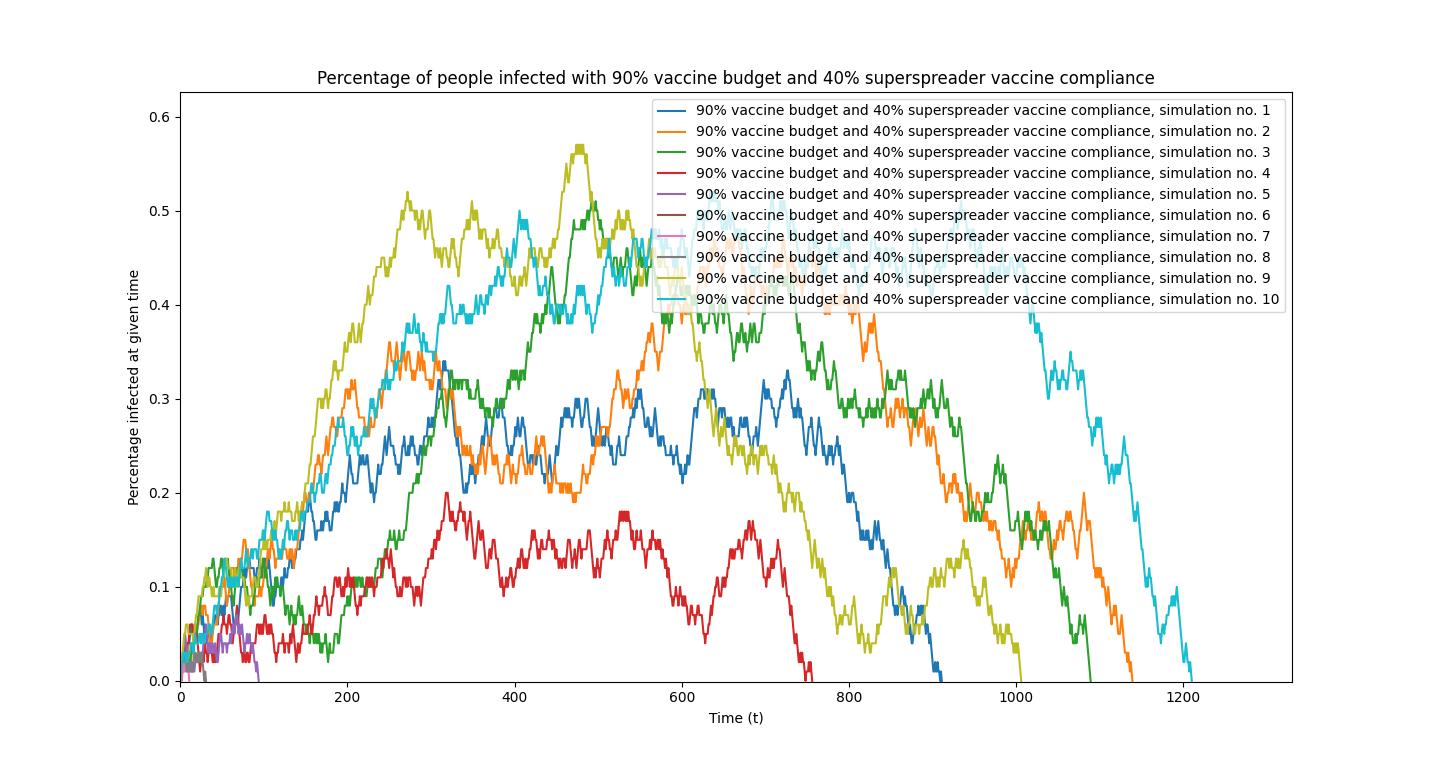 Percentage of people infected with 90% vaccine budget and 40% superspreader vaccine compliance
90% vaccine budget and 40% superspreader vaccine compliance, simulation no. 1
90% vaccine budget and 40% superspreader vaccine compliance, simulation no. 2
90% vaccine budget and 40% superspreader vaccine compliance, simulation no. 3
90% vaccine budget and 40% superspreader vaccine compliance, simulation no. 4
90% vaccine budget and 40% superspreader vaccine compliance, simulation no. 5
90% vaccine budget and 40% superspreader vaccine compliance, simulation no. 6
90% vaccine budget and 40% superspreader vaccine compliance, simulation no. 7
90% vaccine budget and 40% superspreader vaccine compliance, simulation no. 8
90% vaccine budget and 40% superspreader vaccine compliance, simulation no. 9
90% vaccine budget and 40% superspreader vaccine compliance, simulation no. 10
Percentage infected at given time
0.6
0.5
0.4
0.3
0.2
0.1
0.0
0 200 400 600 800 1000 1200
Time (t)